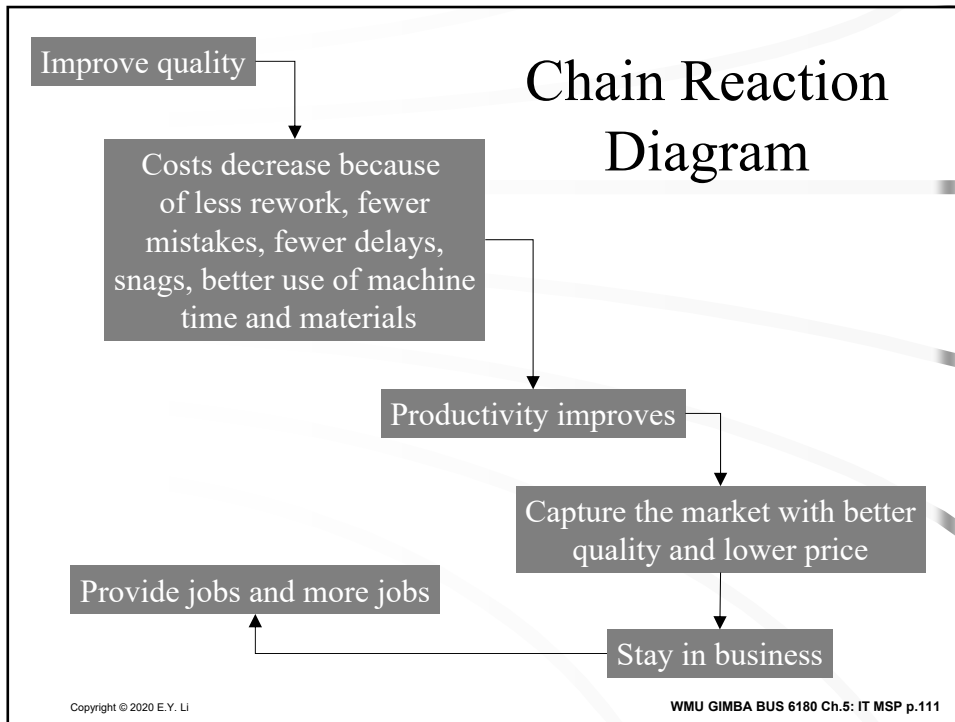 Chain Reaction
Diagram
Improve quality
Costs decrease because
of less rework, fewer
mistakes, fewer delays,
snags, better use of machine
time and materials
Productivity improves
Capture the market with better
quality and lower price
Stay in business
Provide jobs and more jobs
Copyright © 2020 E.Y. Li
WMU GIMBA BUS 6180 Ch.5: IT MSP p.111